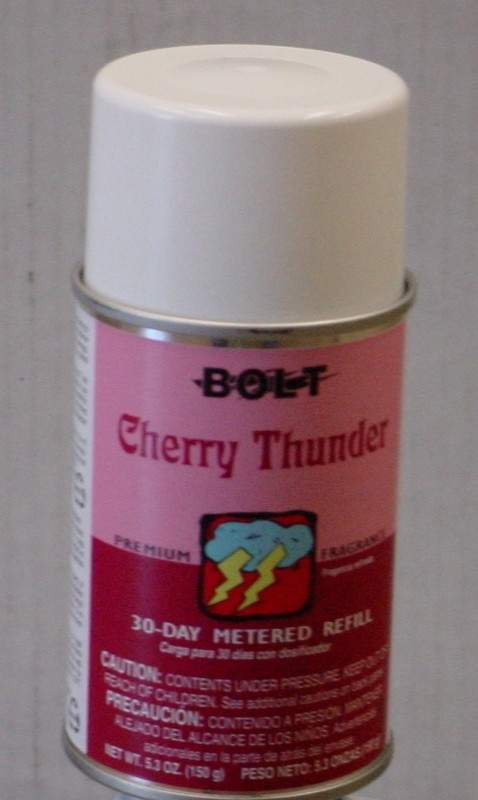 BOLT
Cherry Thunder
PREMIUM FRAGRANCE
30-DAY METERED REFILL
Carga para 30 días con dosificador
CAUTION: CONTENTS UNDER PRESSURE. KEEP OUT OF
REACH OF CHILDREN. See additional cautions on back panel.
PRECAUCIÓN: CONTENIDO A PRESIÓN. MANTENGASE
ALEJADO DEL ALCANCE DE LOS NIÑOS. Advertencias
adicionales en la parte de atrás del envase.
NET WT. 5.3 OZ. (150 g) PESO NETO: 5.3 ONZAS (150 g)